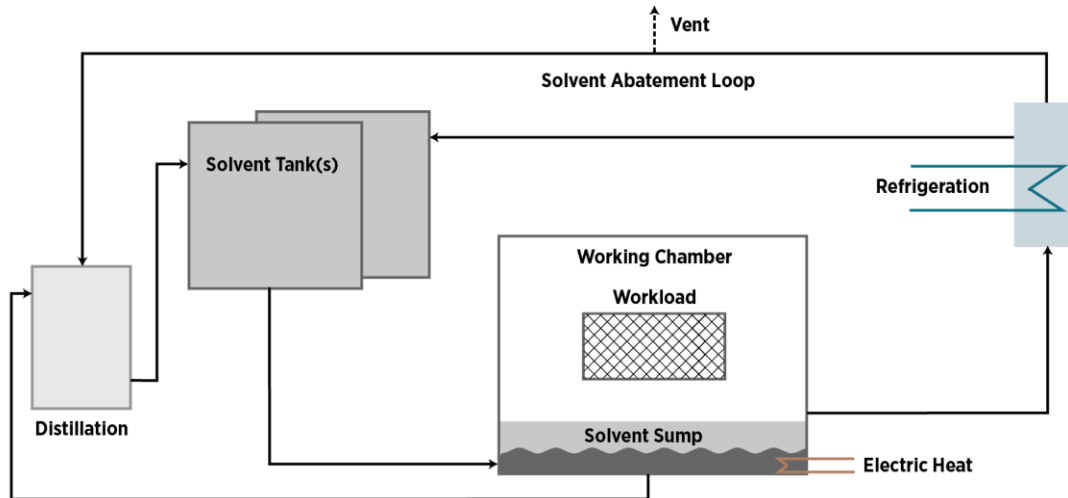 Vent
Solvent Abatement Loop
Solvent Tank(s)
Refrigeration
Working Chamber
Workload
Distillation
Solvent Sump
Electric Heat